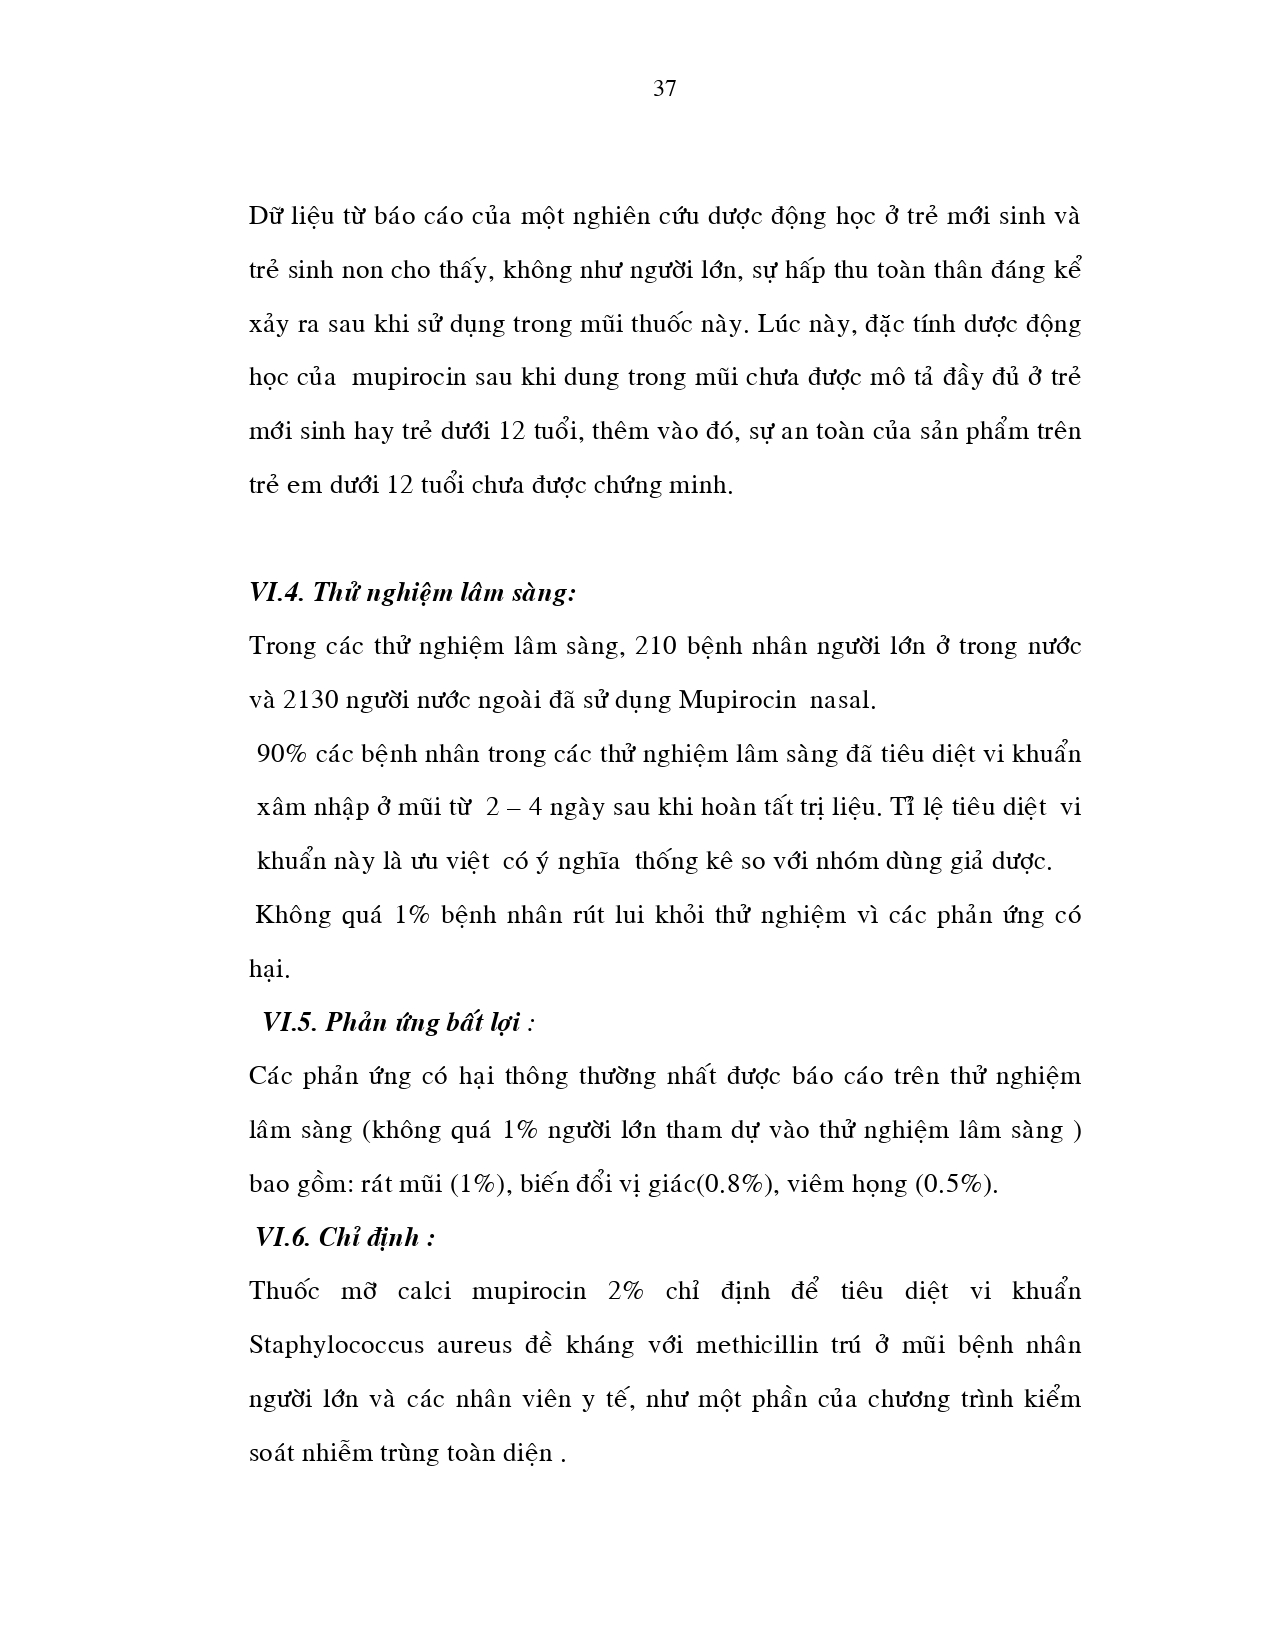 37
Dữ liệu từ báo cáo của một nghiên cứu dược động học ở trẻ mới sinh và
trẻ sinh non cho thấy, không như người lớn, sự hấp thu toàn thân đáng kể
xảy ra sau khi sử dụng trong mũi thuốc này. Lúc này, đặc tính dược động
học của mupirocin sau khi dung trong mũi chưa được mô tả đầy đủ ở trẻ
mới sinh hay trẻ dưới 12 tuổi, thêm vào đó, sự an toàn của sản phẩm trên
trẻ em dưới 12 tuổi chưa được chứng minh.
VI.4. Thử nghiệm lâm sàng:
Trong các thử nghiệm lâm sàng, 210 bệnh nhân người lớn ở trong nước
và 2130 người nước ngoài đã sử dụng Mupirocin nasal.
90% các bệnh nhân trong các thử nghiệm lâm sàng đã tiêu diệt vi khuẩn
xâm nhập ở mũi từ 2 – 4 ngày sau khi hoàn tất trị liệu. Tỉ lệ tiêu diệt vi
khuẩn này là ưu việt có ý nghĩa thống kê so với nhóm dùng giả dược.
Không quá 1% bệnh nhân rút lui khỏi thử nghiệm vì các phản ứng có
hại.
VI.5. Phản ứng bất lợi :
Các phản ứng có hại thông thường nhất được báo cáo trên thử nghiệm
lâm sàng (không quá 1% người lớn tham dự vào thử nghiệm lâm sàng )
bao gồm: rát mũi (1%), biến đổi vị giác(0.8%), viêm họng (0.5%).
VI.6. Chỉ định :
Thuốc mỡ calci mupirocin 2% chỉ định để tiêu diệt vi khuẩn
Staphylococcus aureus đề kháng với methicillin trú ở mũi bệnh nhân
người lớn và các nhân viên y tế, như một phần của chương trình kiểm
soát nhiễm trùng toàn diện .